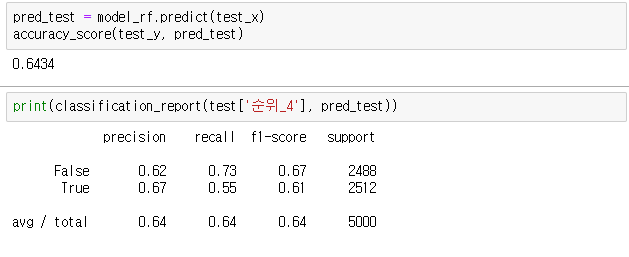 pred_test = model_rf.predict(test_x)
accuracy_score(test_y, pred_test)
0.6434
print(classification_report(test['순위_4'], pred_test))
precision recall f1-score support
False 0.62 0.73 0.67 2488
True 0.67 0.55 0.61 2512
avg / total 0.64 0.64 0.64 5000